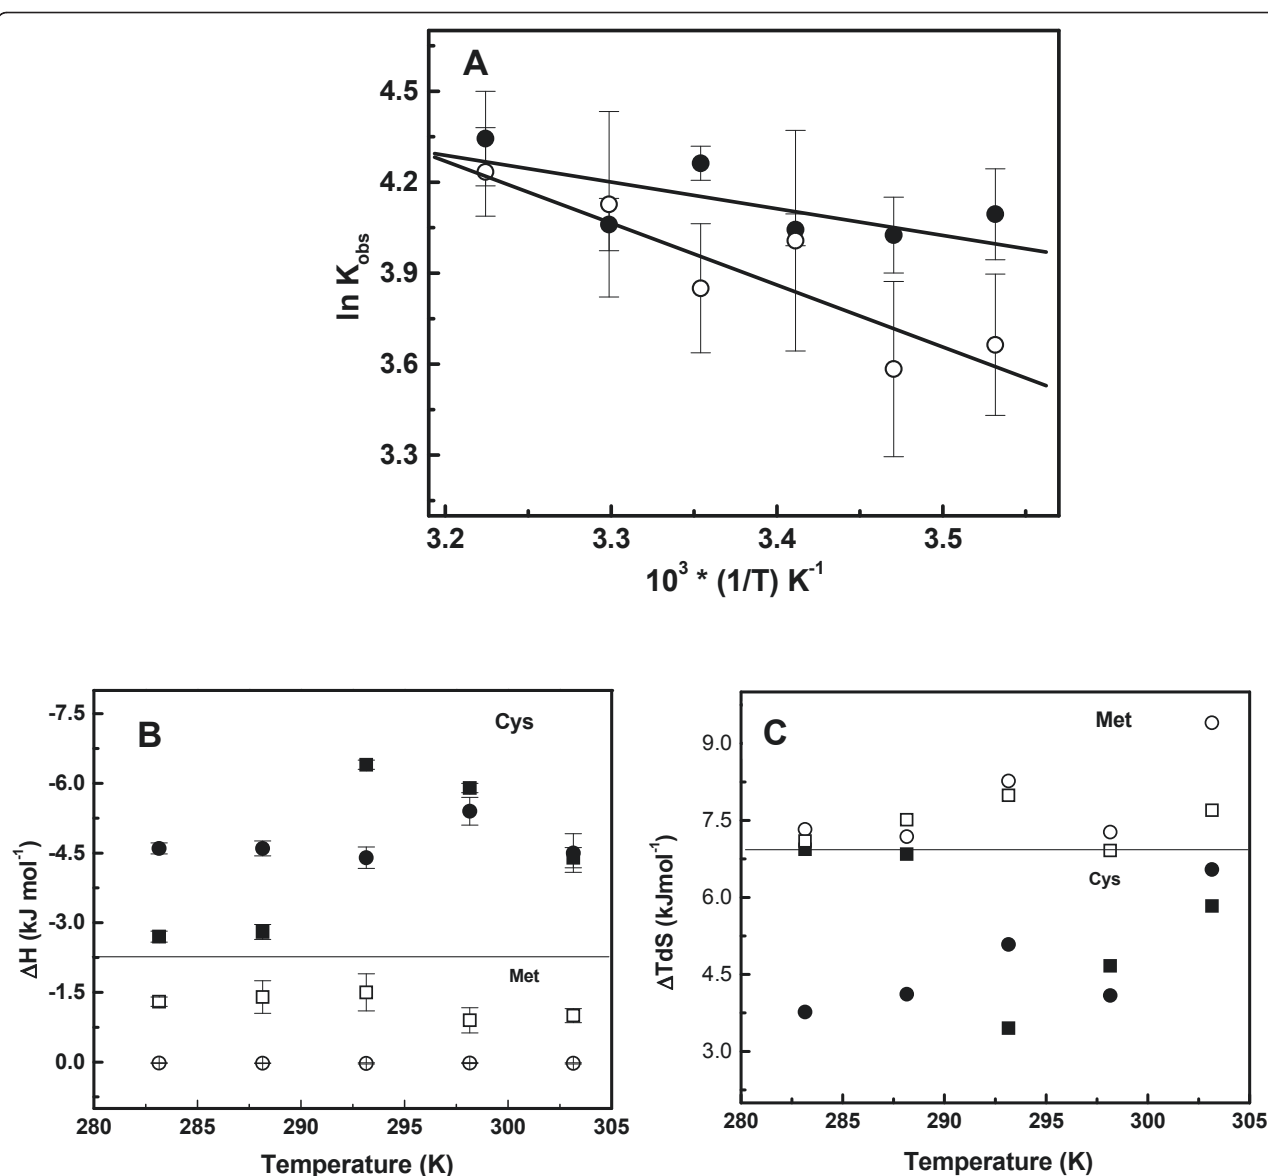 A
4.5
4.2
3.9
3.6
3.3
ln K_obs
3.2 3.3 3.4 3.5
10³ * (1/T) K⁻¹
B
Cys
-7.5
-6.0
-4.5
-3.0
-1.5
0.0
Met
ΔH (kJ mol⁻¹)
280 285 290 295 300 305
Temperature (K)
C
Met
9.0
7.5
6.0
4.5
3.0
Cys
ΔTdS (kJmol⁻¹)
280 285 290 295 300 305
Temperature (K)